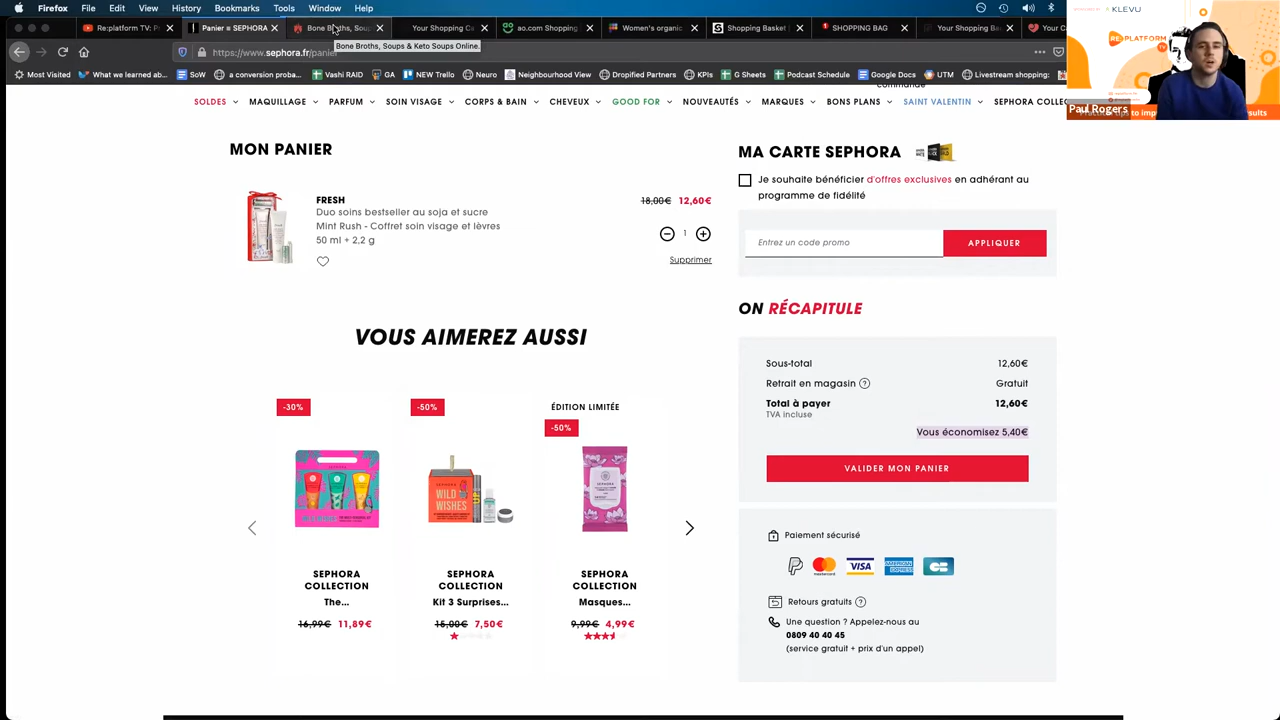 Firefox File Edit View History Bookmarks Tools Window Help
Re:platform TV: P
Panier ≡ SEPHORA
Bone Broths, Soups
Your Shopping Ca
ao.com Shopping
Women's organic
Shopping Basket
SHOPPING BAG
Your Shopping Ba
Your Ca
Bone Broths, Soups & Keto Soups Online.
https://www.sephora.fr/panier
Most Visited
What we learned ab...
SoW
a conversion proba...
Vashi RAID
GA
NEW Trello
Neuro
Neighbourhood View
Dropified Partners
KPIs
G Sheets
Podcast Schedule
Google Docs
UTM
Livestream shopping:
commande
SOLDES MAQUILLAGE PARFUM SOIN VISAGE CORPS & BAIN CHEVEUX GOOD FOR NOUVEAUTÉS MARQUES BONS PLANS SAINT VALENTIN SEPHORA COLLEC
KLEVU
RE:PLATFORM
TV
Paul Rogers
MON PANIER
FRESH
Duo soins bestseller au soja et sucre
Mint Rush - Coffret soin visage et lèvres
50 ml + 2,2 g
18,00€ 12,60€
1
Supprimer
VOUS AIMEREZ AUSSI
-30%
SEPHORA
COLLECTION
The...
16,99€ 11,89€
-50%
WILD
WISHES
SEPHORA
COLLECTION
Kit 3 Surprises...
15,00€ 7,50€
ÉDITION LIMITÉE
-50%
SEPHORA
COLLECTION
Masques...
9,99€ 4,99€
MA CARTE SEPHORA
Je souhaite bénéficier d'offres exclusives en adhérant au
programme de fidélité
Entrez un code promo
APPLIQUER
ON RÉCAPITULE
Sous-total 12,60€
Retrait en magasin ? Gratuit
Total à payer 12,60€
TVA incluse
Vous économisez 5,40€
VALIDER MON PANIER
Paiement sécurisé
mastercard VISA AMERICAN EXPRESS CB
Retours gratuits ?
Une question ? Appelez-nous au
0809 40 40 45
(service gratuit + prix d'un appel)